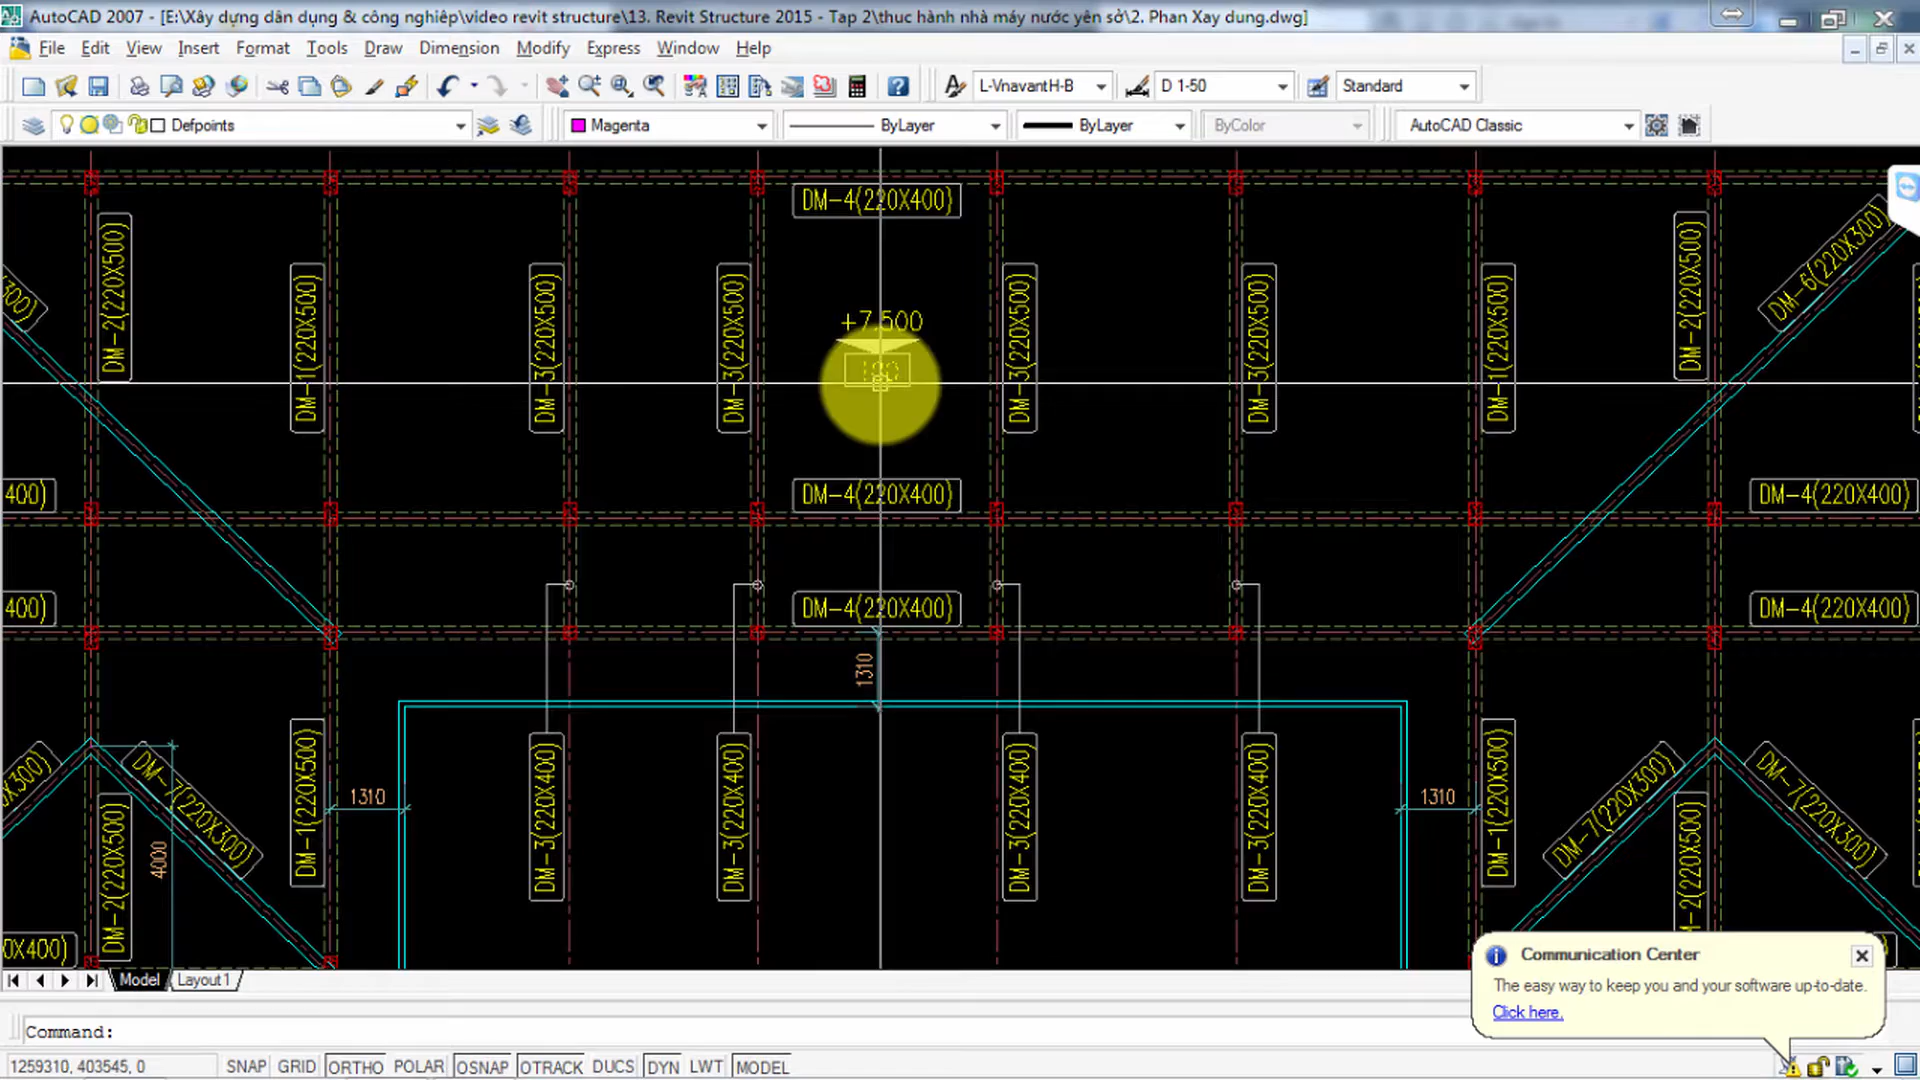 AutoCAD 2007 - [E:\Xây dựng dân dụng & công nghiệp\video revit structure\13. Revit Structure 2015 - Tap 2\thuc hành nhà máy nước yên sở\2. Phan Xay dung.dwg]
File Edit View Insert Format Tools Draw Dimension Modify Express Window Help
L-VnavantH-B D 1-50 Standard
Defpoints Magenta ByLayer ByLayer ByColor AutoCAD Classic
DM-4(220X400)
DM-2(220X500)
DM-1(220X500)
DM-3(220X500)
DM-3(220X500)
+7.500
DM-3(220X500)
DM-3(220X500)
DM-1(220X500)
DM-2(220X500)
DM-6(220X300)
300)
400)
DM-4(220X400)
DM-4(220X400)
400)
DM-4(220X400)
DM-4(220X400)
1310
0X300)
DM-7(220X300)
4000
DM-2(220X500)
DM-1(220X500)
1310
DM-3(220X400)
DM-3(220X400)
DM-3(220X400)
DM-3(220X400)
1310
DM-1(220X500)
DM-7(220X300)
-2(220X500)
DM-7(220X300)
0X400)
Model Layout1
Communication Center
The easy way to keep you and your software up-to-date.
Click here.
Command:
1259310, 403545, 0 SNAP GRID ORTHO POLAR OSNAP OTRACK DUCS DYN LWT MODEL